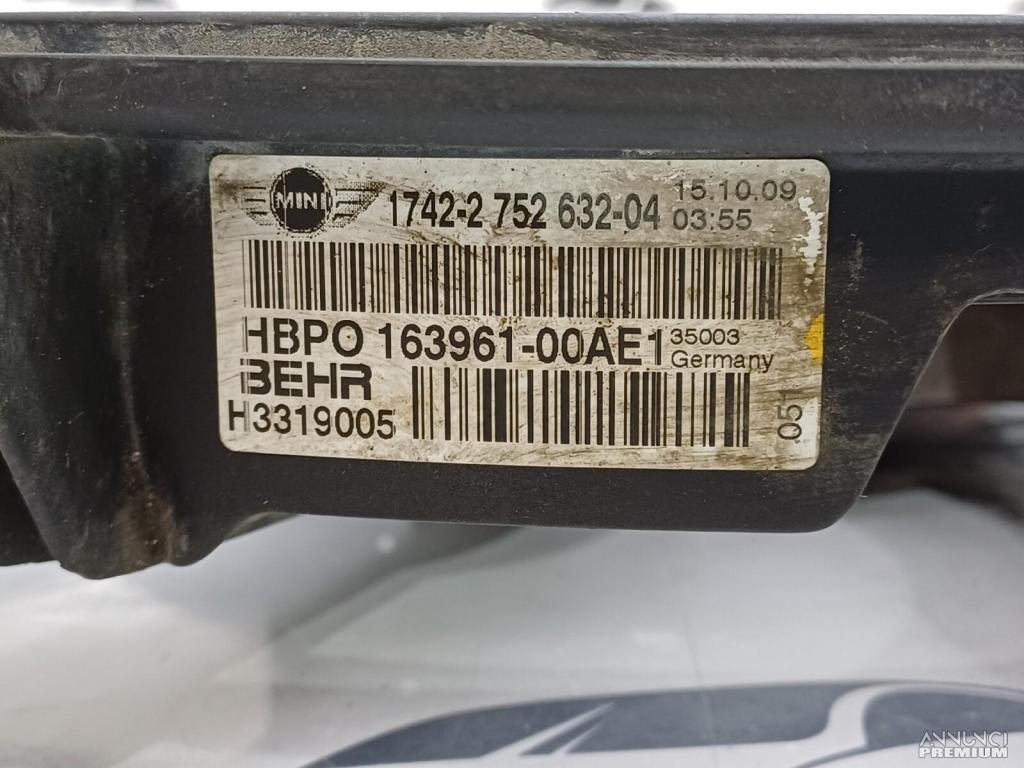 MINI
1742-2 752 632-04
15.10.09
03:55
HBPO 163961-00AE1
35003
Germany
BEHR
H3319005
051
ANNUNCI
PREMIUM